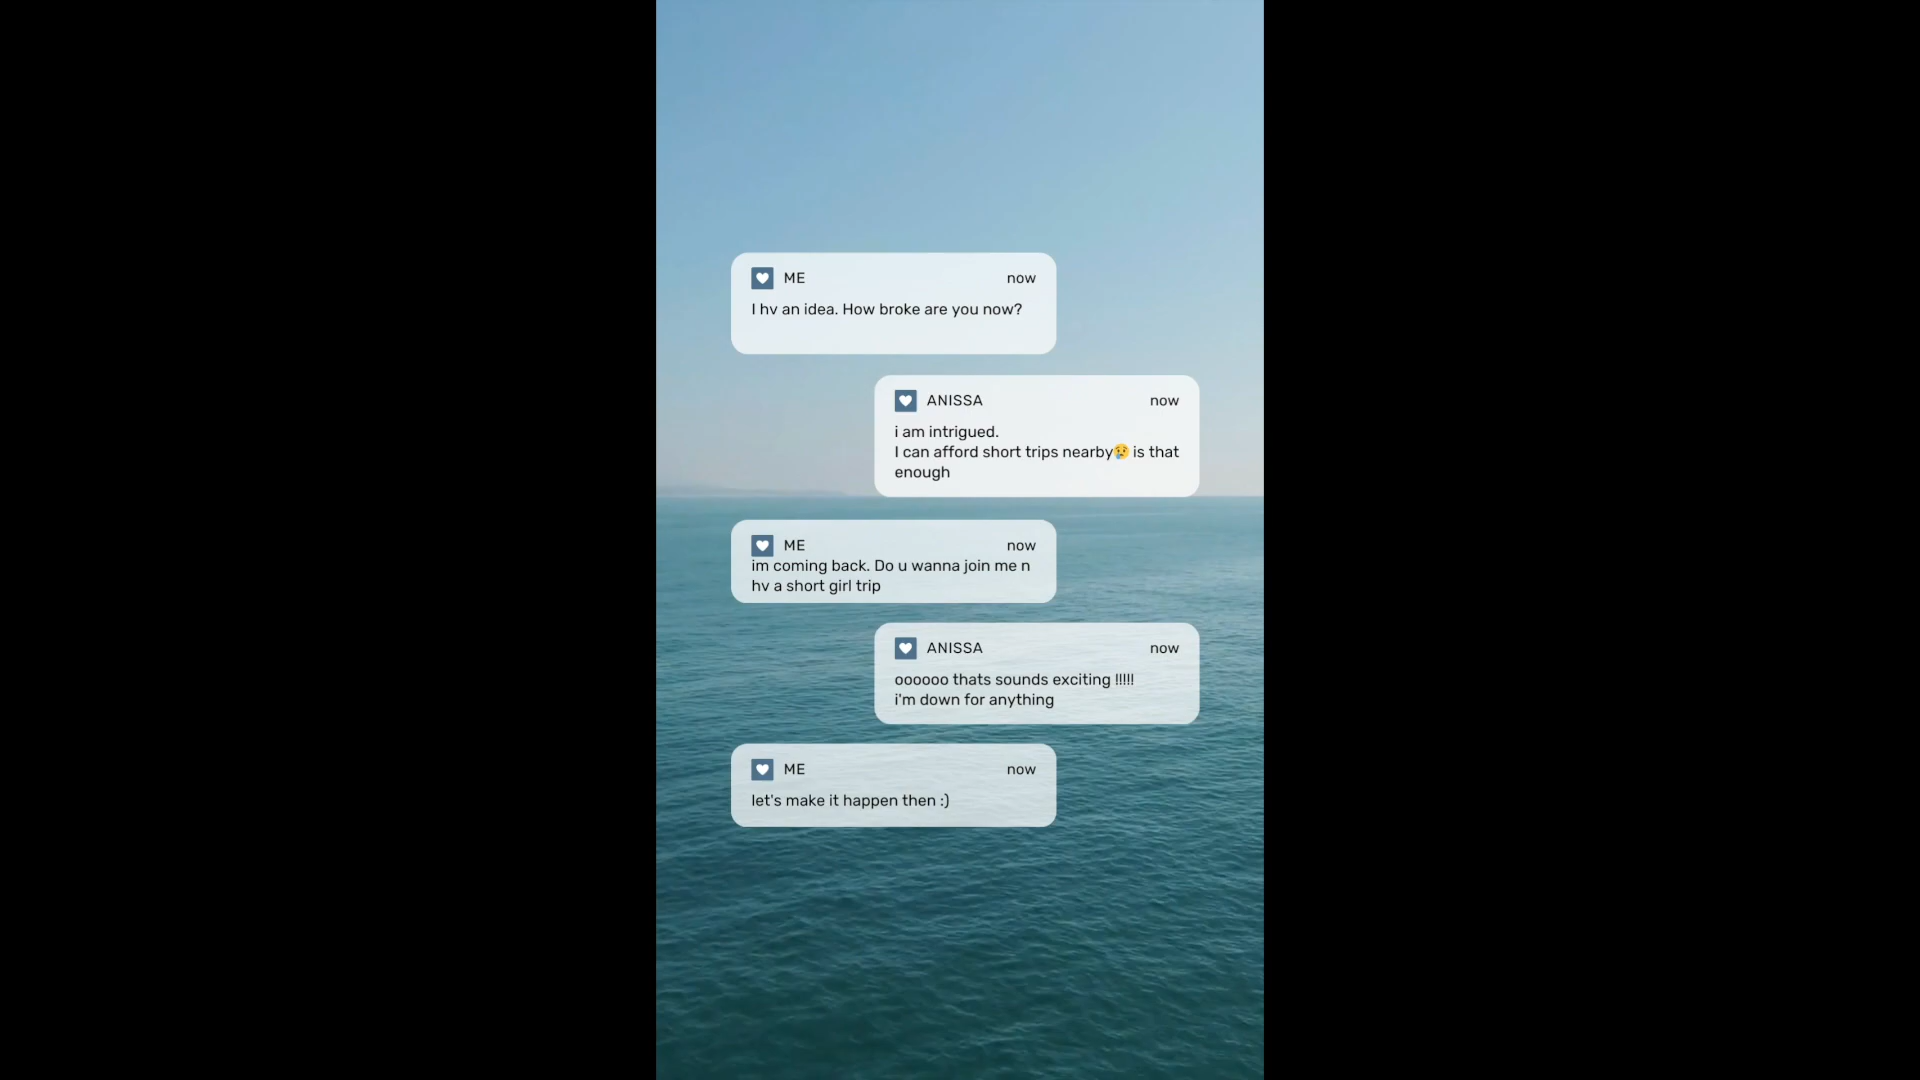 ME now
I hv an idea. How broke are you now?
ANISSA now
i am intrigued.
I can afford short trips nearby😢 is that
enough
ME now
im coming back. Do u wanna join me n
hv a short girl trip
ANISSA now
oooooo thats sounds exciting !!!!!
i'm down for anything
ME now
let's make it happen then :)